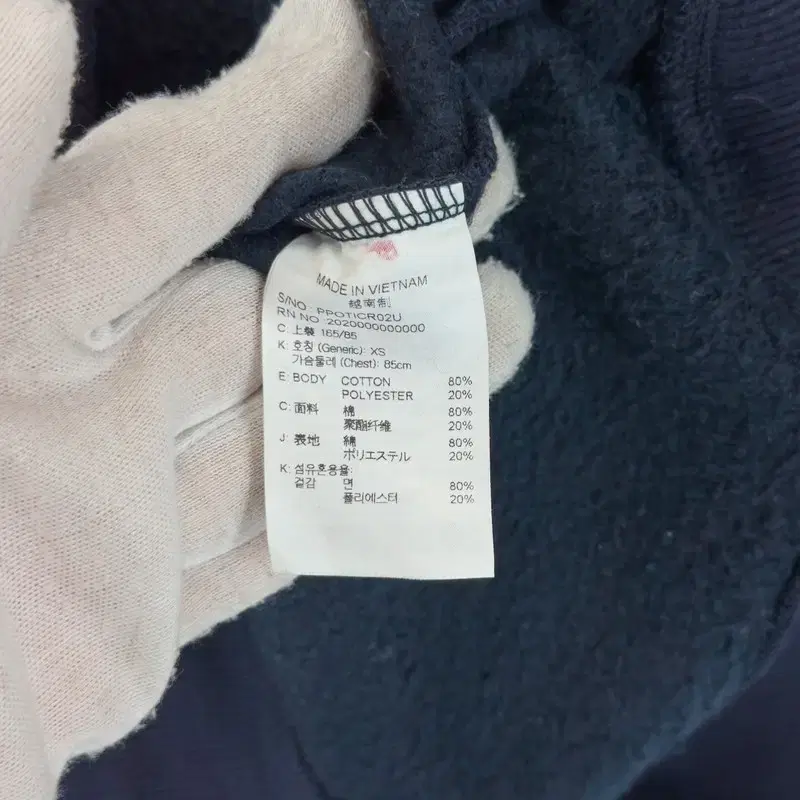 MADE IN VIETNAM
越南制
S/NO : PPOTICR02U
RN NO : 2020000000000
C: 上裝 165/85
K: 호칭 (Generic): XS
가슴둘레 (Chest): 85cm
E: BODY COTTON 80%
POLYESTER 20%
C: 面料 棉 80%
聚酯纤维 20%
J: 表地 綿 80%
ポリエステル 20%
K: 섬유혼용율:
겉감 면 80%
폴리에스터 20%